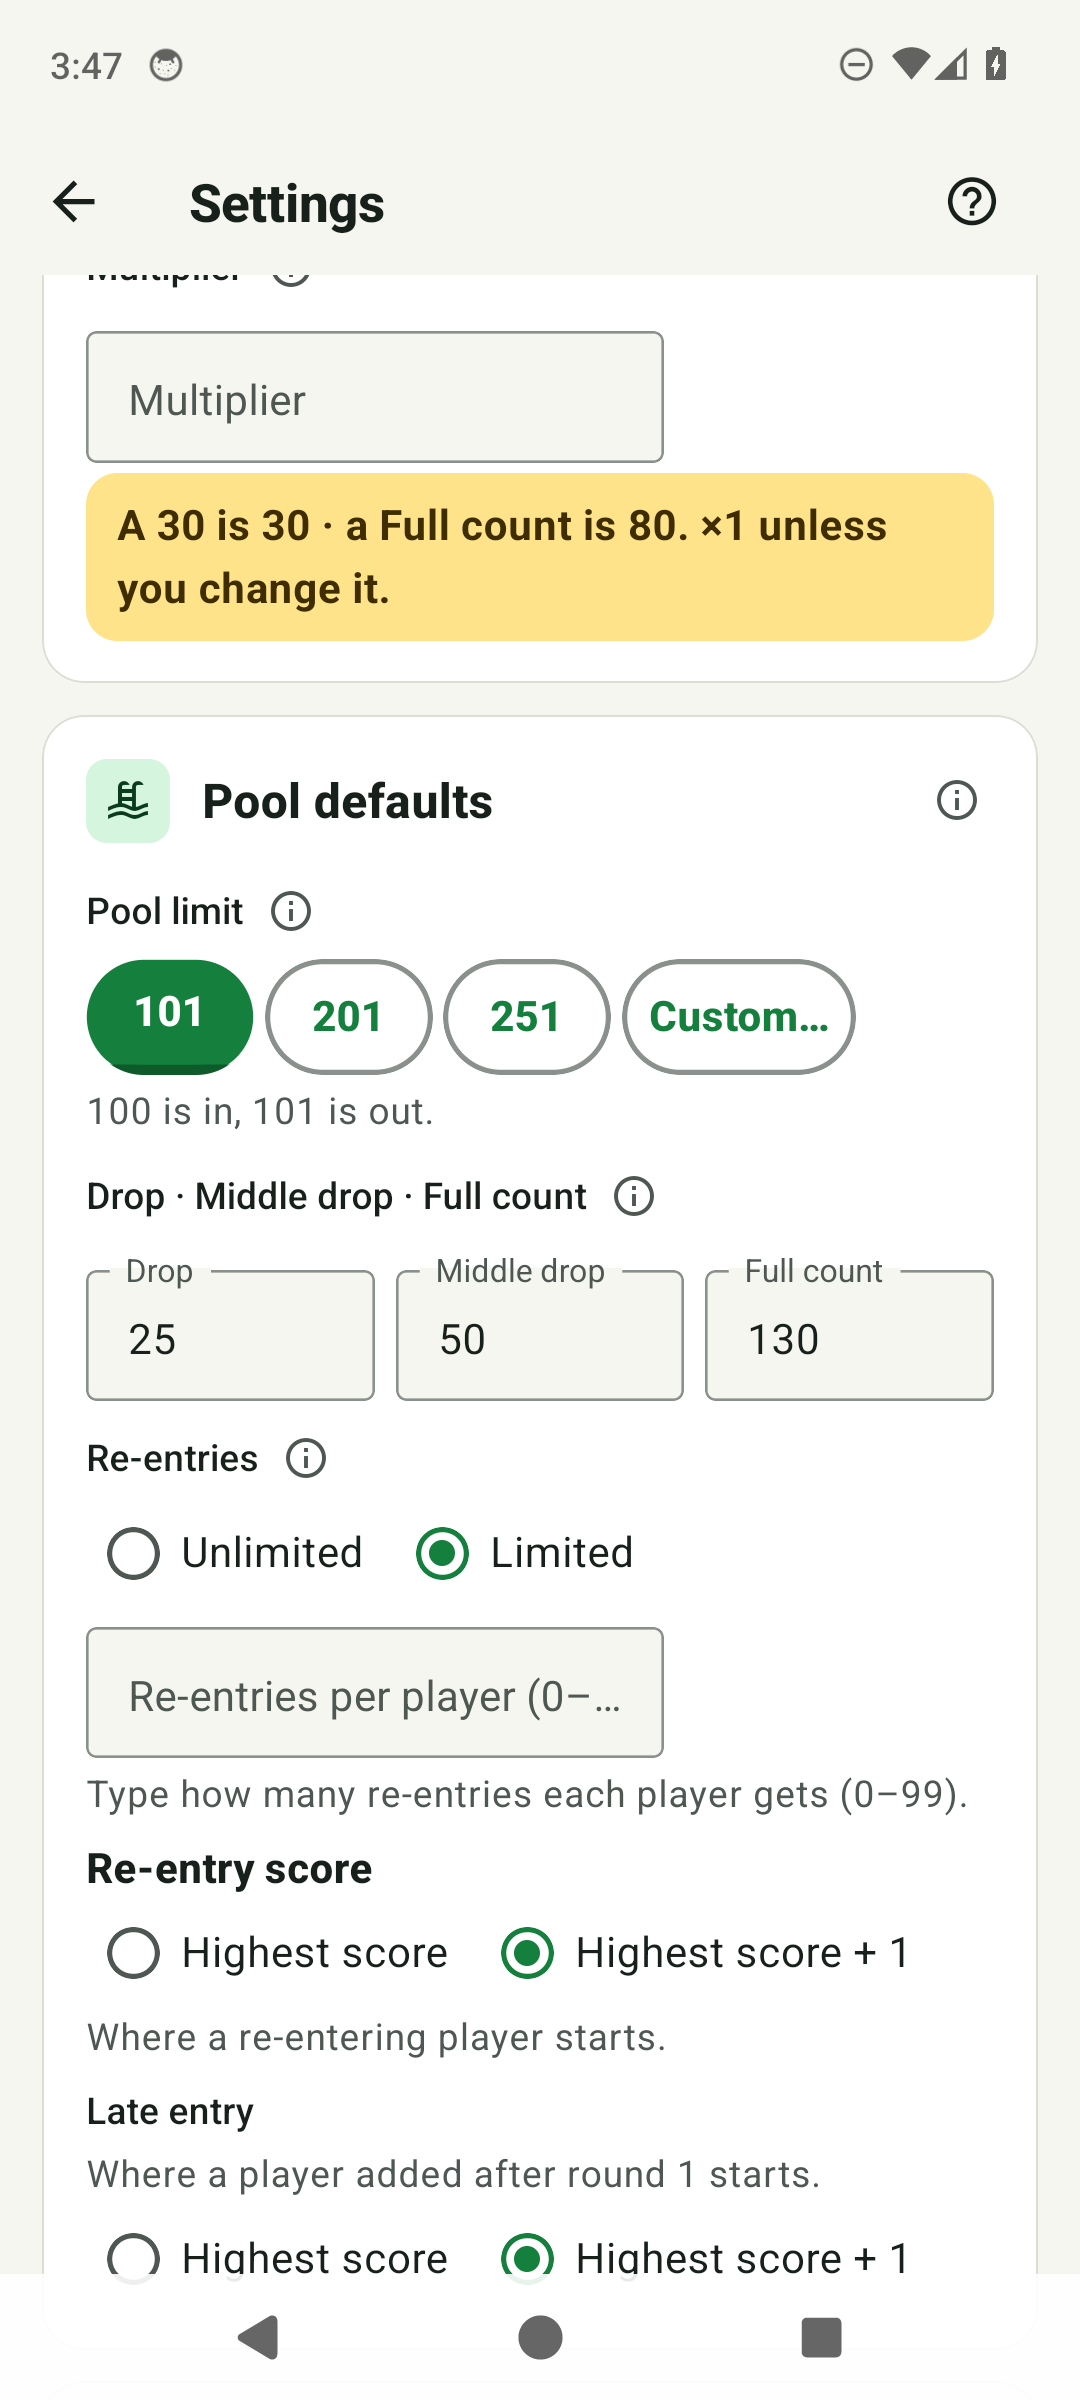 3:47
Settings
Multiplier
Multiplier
A 30 is 30 · a Full count is 80. ×1 unless
you change it.
Pool defaults
Pool limit
101 201 251 Custom…
100 is in, 101 is out.
Drop · Middle drop · Full count
Drop Middle drop Full count
25 50 130
Re-entries
Unlimited Limited
Re-entries per player (0–…
Type how many re-entries each player gets (0–99).
Re-entry score
Highest score Highest score + 1
Where a re-entering player starts.
Late entry
Where a player added after round 1 starts.
Highest score Highest score + 1